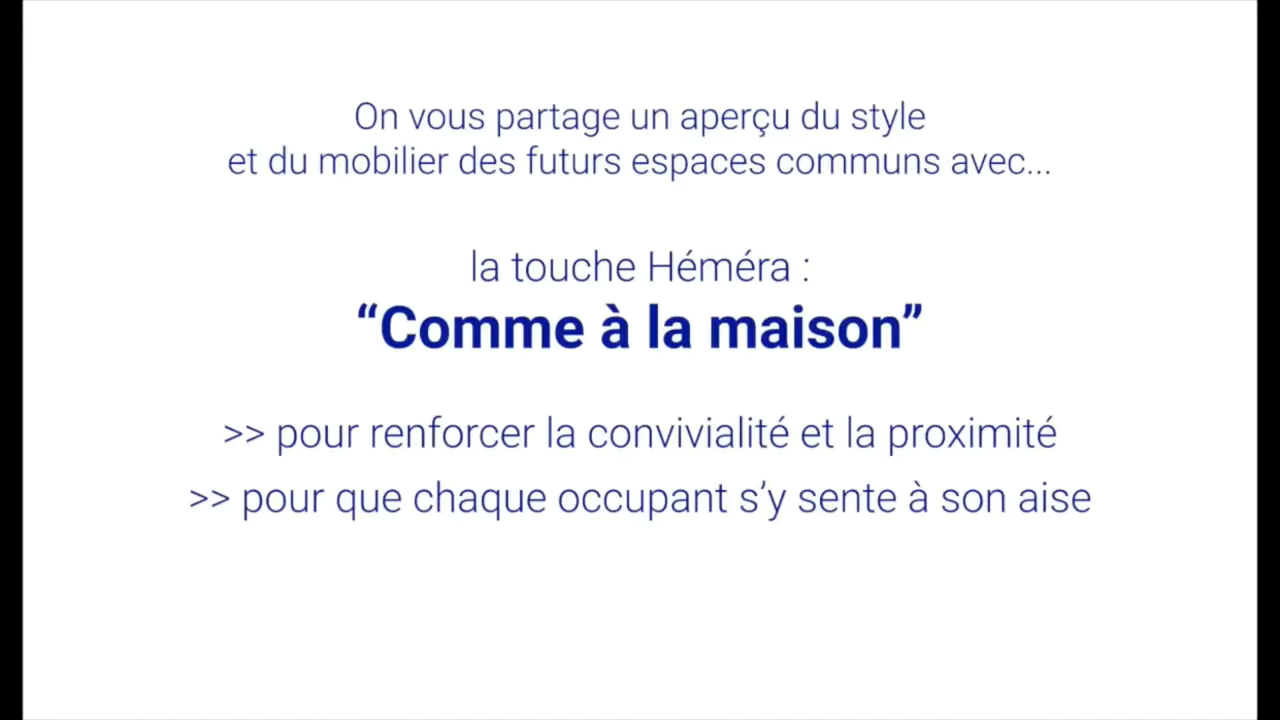 On vous partage un aperçu du style
et du mobilier des futurs espaces communs avec...
la touche Héméra :
“Comme à la maison”
>> pour renforcer la convivialité et la proximité
>> pour que chaque occupant s’y sente à son aise